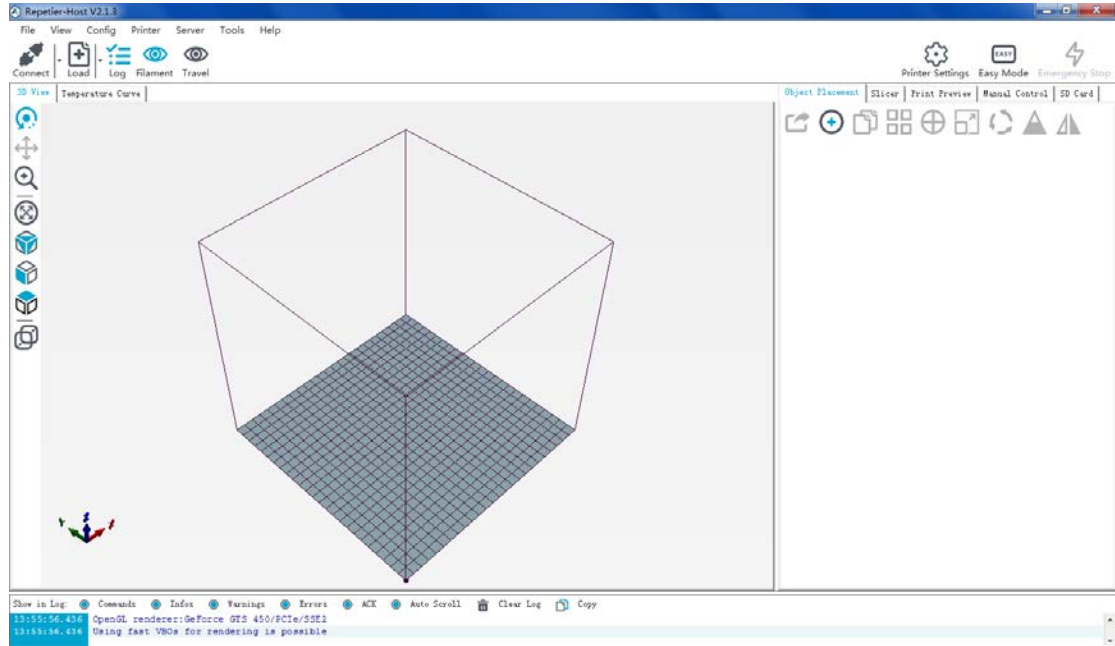 Repetier-Host V2.1.3
File View Config Printer Server Tools Help
Connect Load Log Filament Travel Printer Settings EASY Easy Mode Emergency Stop
3D View Temperature Curve Object Placement Slicer Print Preview Manual Control SD Card
Y Z X
Show in Log: Commands Infos Warnings Errors ACK Auto Scroll Clear Log Copy
13:55:56.436 OpenGL renderer:GeForce GTS 450/PCIe/SSE2
13:55:56.436 Using fast VBOs for rendering is possible